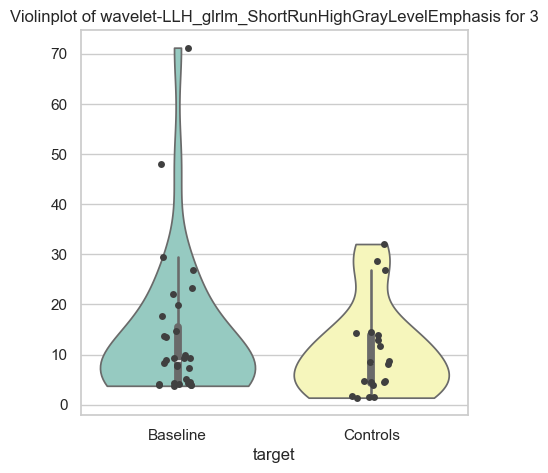 Violinplot of wavelet-LLH_glrlm_ShortRunHighGrayLevelEmphasis for 3
70
60
50
40
30
20
10
0
Baseline Controls
target